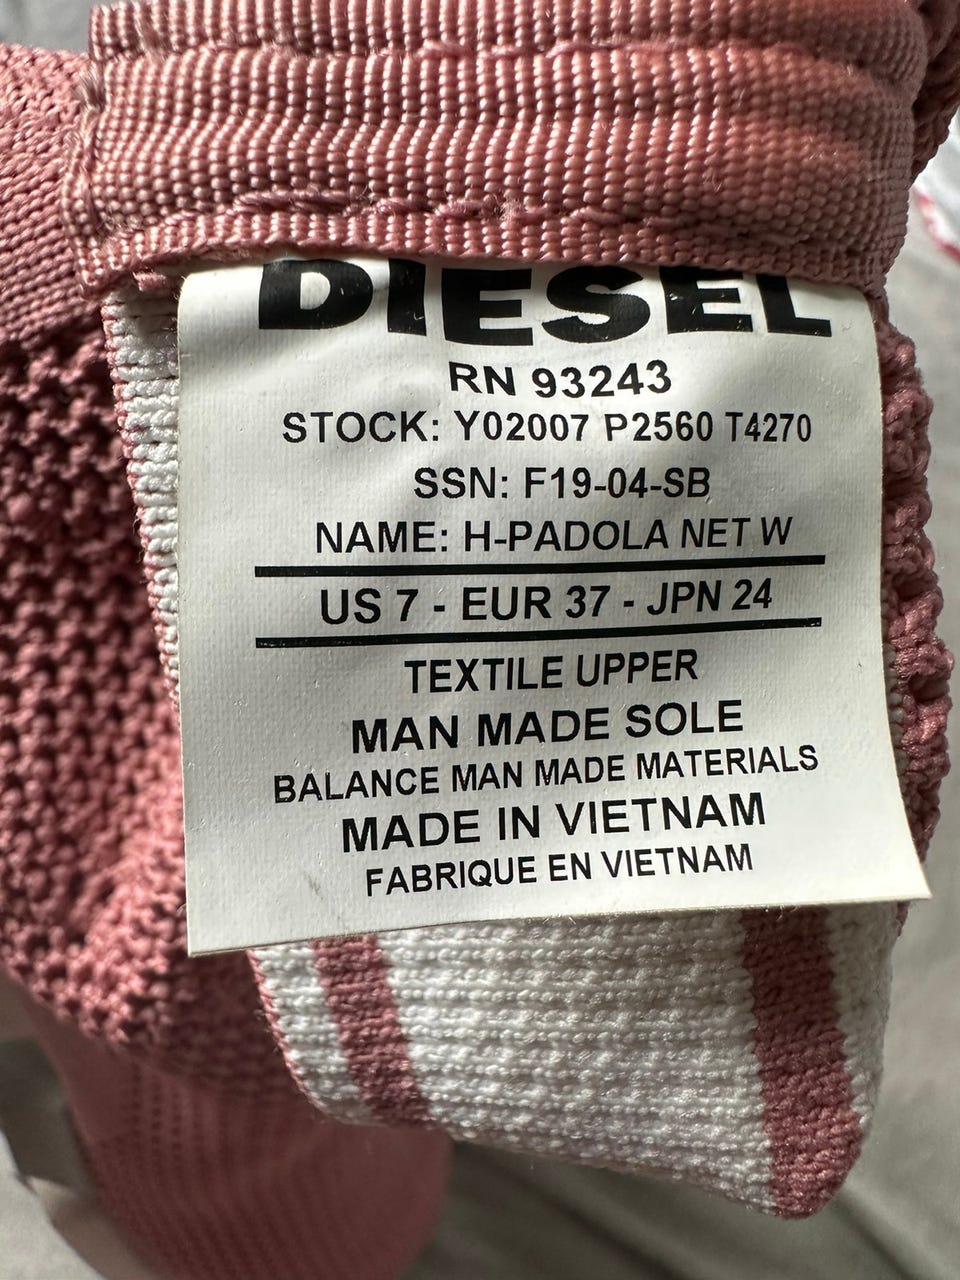 DIESEL
RN 93243
STOCK: Y02007 P2560 T4270
SSN: F19-04-SB
NAME: H-PADOLA NET W
US 7 - EUR 37 - JPN 24
TEXTILE UPPER
MAN MADE SOLE
BALANCE MAN MADE MATERIALS
MADE IN VIETNAM
FABRIQUE EN VIETNAM